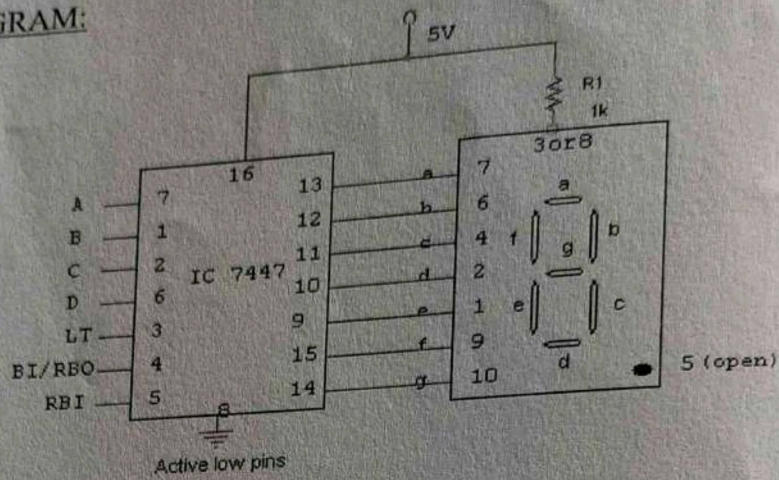 GRAM:
5V
R1
1k
16
3or8
A 7 13 a 7 a
B 1 12 b 6 f b
C 2 IC 7447 11 c 4 g
D 6 10 d 2
LT 3 9 e 1 e c
BI/RBO 4 15 f 9 d
RBI 5 14 g 10 5 (open)
8
Active low pins